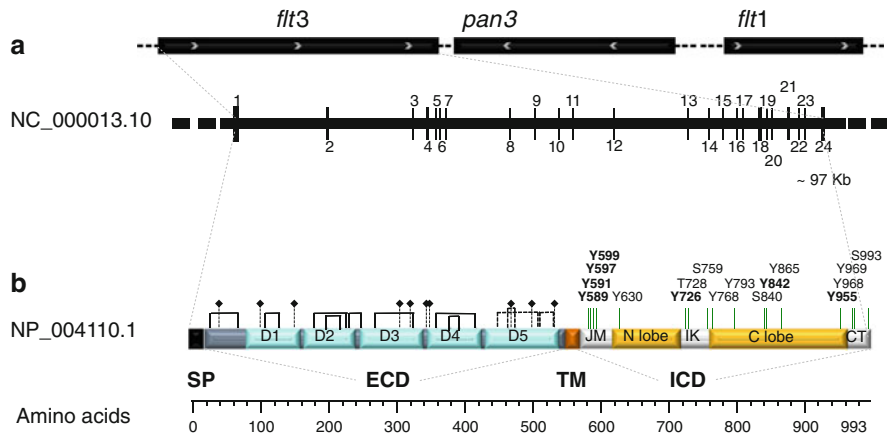 flt3 pan3 flt1
a
21
1 3 5 7 9 11 13 15 17 19 23
NC_000013.10
2 4 6 8 10 12 14 16 18 22 24
20
~ 97 Kb
b
Y599 S993
Y597 S759 Y865 Y969
Y591 T728 Y793 Y842 Y968
Y589 Y630 Y726 Y768 S840 Y955
NP_004110.1
D1 D2 D3 D4 D5 JM N lobe IK C lobe CT
SP ECD TM ICD
Amino acids
0 100 200 300 400 500 600 700 800 900 993